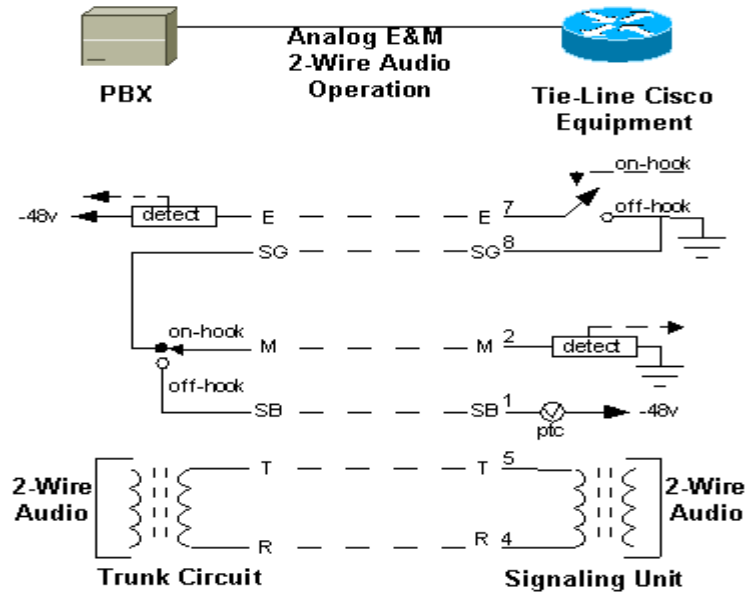 Analog E&M
2-Wire Audio
Operation
PBX
Tie-Line Cisco
Equipment
on-hook
-48v detect E E 7 off-hook
SG SG 8
on-hook M M 2 detect
off-hook
SB SB 1 -48v
ptc
T T 5
2-Wire
Audio
2-Wire
Audio
R R 4
Trunk Circuit Signaling Unit